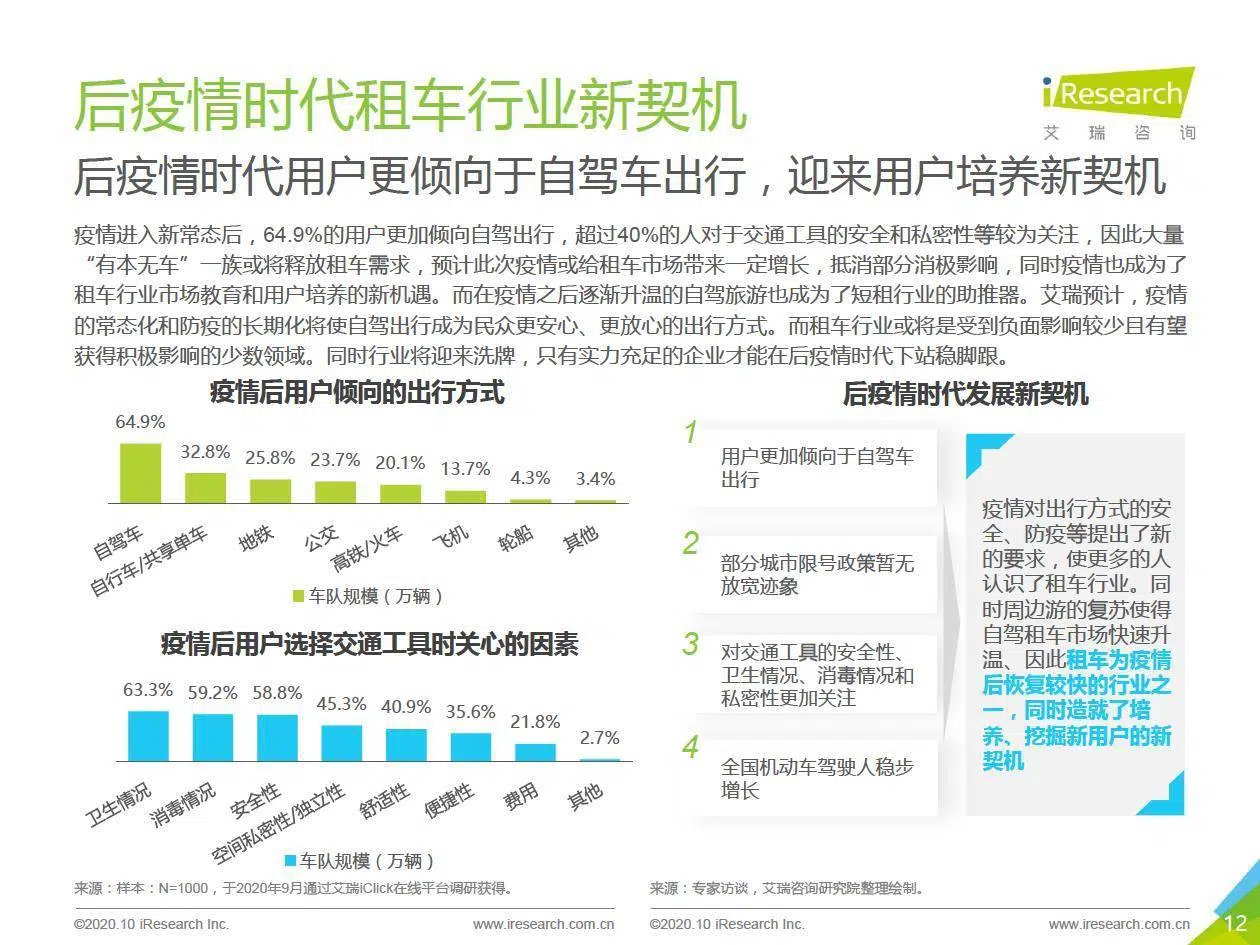 后疫情时代租车行业新契机
iResearch
艾瑞咨询
后疫情时代用户更倾向于自驾车出行，迎来用户培养新契机
疫情进入新常态后，64.9%的用户更加倾向自驾出行，超过40%的人对于交通工具的安全和私密性等较为关注，因此大量
“有本无车”一族或将释放租车需求，预计此次疫情或给租车市场带来一定增长，抵消部分消极影响，同时疫情也成为了
租车行业市场教育和用户培养的新机遇。而在疫情之后逐渐升温的自驾旅游也成为了短租行业的助推器。艾瑞预计，疫情
的常态化和防疫的长期化将使自驾出行成为民众更安心、更放心的出行方式。而租车行业或将是受到负面影响较少且有望
获得积极影响的少数领域。同时行业将迎来洗牌，只有实力充足的企业才能在后疫情时代下站稳脚跟。
疫情后用户倾向的出行方式
64.9%
32.8%
25.8%
23.7%
20.1%
13.7%
4.3%
3.4%
自驾车
自行车/共享单车
地铁
公交
高铁/火车
飞机
轮船
其他
车队规模（万辆）
疫情后用户选择交通工具时关心的因素
63.3%
59.2%
58.8%
45.3%
40.9%
35.6%
21.8%
2.7%
卫生情况
消毒情况
安全性
空间私密性/独立性
舒适性
便捷性
费用
其他
车队规模（万辆）
来源：样本：N=1000，于2020年9月通过艾瑞iClick在线平台调研获得。
©2020.10 iResearch Inc.
www.iresearch.com.cn
后疫情时代发展新契机
1
用户更加倾向于自驾车
出行
2
部分城市限号政策暂无
放宽迹象
3
对交通工具的安全性、
卫生情况、消毒情况和
私密性更加关注
4
全国机动车驾驶人稳步
增长
疫情对出行方式的安
全、防疫等提出了新
的要求，使更多的人
认识了租车行业。同
时周边游的复苏使得
自驾租车市场快速升
温、因此租车为疫情
后恢复较快的行业之
一，同时造就了培
养、挖掘新用户的新
契机
来源：专家访谈，艾瑞咨询研究院整理绘制。
©2020.10 iResearch Inc.
www.iresearch.com.cn
12